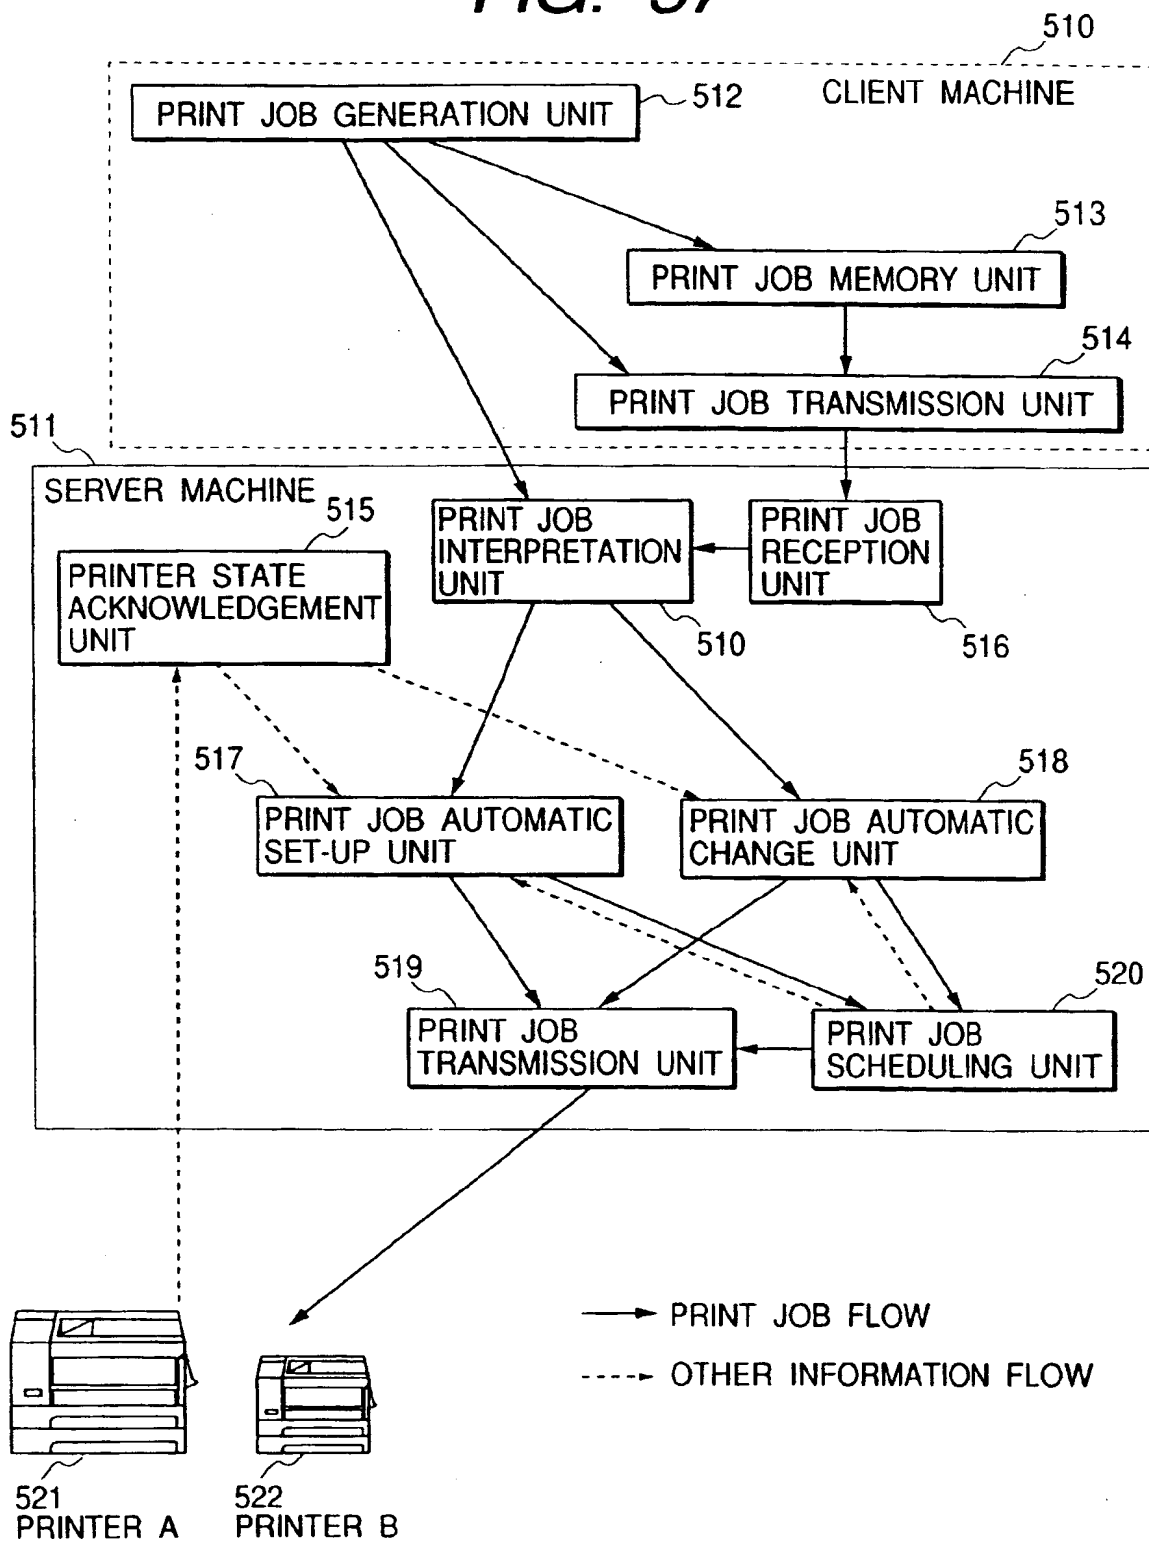 FIG. 57
510
CLIENT MACHINE
PRINT JOB GENERATION UNIT
512
513
PRINT JOB MEMORY UNIT
514
PRINT JOB TRANSMISSION UNIT
511
SERVER MACHINE
515
PRINTER STATE
ACKNOWLEDGEMENT
UNIT
PRINT JOB
INTERPRETATION
UNIT
510
PRINT JOB
RECEPTION
UNIT
516
517
PRINT JOB AUTOMATIC
SET-UP UNIT
518
PRINT JOB AUTOMATIC
CHANGE UNIT
519
PRINT JOB
TRANSMISSION UNIT
520
PRINT JOB
SCHEDULING UNIT
PRINT JOB FLOW
OTHER INFORMATION FLOW
521
PRINTER A
522
PRINTER B